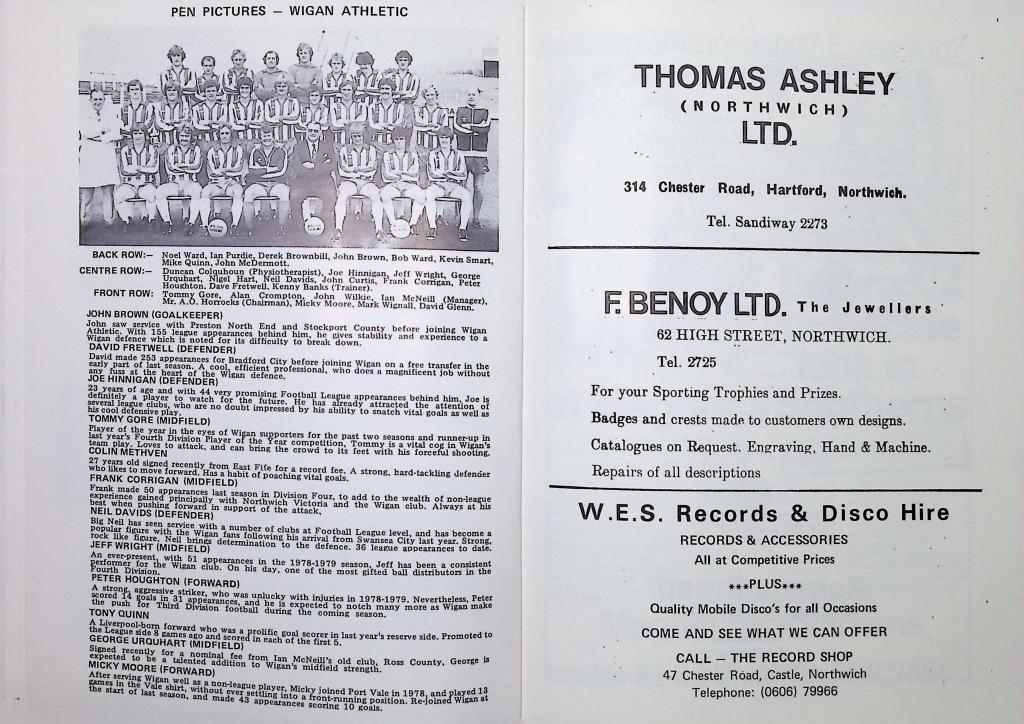 PEN PICTURES – WIGAN ATHLETIC
BACK ROW:– Noel Ward, Ian Purdie, Derek Brownbill, John Brown, Bob Ward, Kevin Smart,
Mike Quinn, John McDermott.
CENTRE ROW:– Duncan Colquhoun (Physiotherapist), Joe Hinnigan, Jeff Wright, George
Urquhart, Nigel Hart, Neil Davids, John Curtis, Frank Corrigan, Peter
Houghton, Dave Fretwell, Kenny Banks (Trainer).
FRONT ROW: Tommy Gore, Alan Crompton, John Wilkie, Ian McNeill (Manager),
Mr. A.O. Horrocks (Chairman), Micky Moore, Mark Wignall, David Glenn.
JOHN BROWN (GOALKEEPER)
John saw service with Preston North End and Stockport County before joining Wigan
Athletic. With 155 league appearances behind him, he gives stability and experience to a
Wigan defence which is noted for its difficulty to break down.
DAVID FRETWELL (DEFENDER)
David made 253 appearances for Bradford City before joining Wigan on a free transfer in the
early part of last season. A cool, efficient professional, who does a magnificent job without
any fuss at the heart of the Wigan defence.
JOE HINNIGAN (DEFENDER)
23 years of age and with 44 very promising Football League appearances behind him, Joe is
definitely a player to watch for the future. He has already attracted the attention of
several league clubs, who are no doubt impressed by his ability to snatch vital goals as well as
his cool defensive play.
TOMMY GORE (MIDFIELD)
Player of the year in the eyes of Wigan supporters for the past two seasons and runner-up in
last year's Fourth Division Player of the Year competition, Tommy is a vital cog in Wigan's
team play. Loves to attack, and can bring the crowd to its feet with his forceful shooting.
COLIN METHVEN
27 years old signed recently from East Fife for a record fee. A strong, hard-tackling defender
who likes to move forward. Has a habit of poaching vital goals.
FRANK CORRIGAN (MIDFIELD)
Frank made 50 appearances last season in Division Four, to add to the wealth of non-league
experience gained principally with Northwich Victoria and the Wigan club. Always at his
best when pushing forward in support of the attack.
NEIL DAVIDS (DEFENDER)
Big Neil has seen service with a number of clubs at Football League level, and has become a
popular figure with the Wigan fans following his arrival from Swansea City last year. Strong,
rock like figure, Neil brings determination to the defence. 36 league appearances to date.
JEFF WRIGHT (MIDFIELD)
An ever-present, with 51 appearances in the 1978-1979 season, Jeff has been a consistent
performer for the Wigan club. On his day, one of the most gifted ball distributors in the
Fourth Division.
PETER HOUGHTON (FORWARD)
A strong, aggressive striker, who was unlucky with injuries in 1978-1979. Nevertheless, Peter
scored 14 goals in 31 appearances, and he is expected to notch many more as Wigan make
the push for Third Division football during the coming season.
TONY QUINN
A Liverpool-born forward who was a prolific goal scorer in last year's reserve side. Promoted to
the League side 8 games ago and scored in each of the first 5.
GEORGE URQUHART (MIDFIELD)
Signed recently for a nominal fee from Ian McNeill's old club, Ross County, George is
expected to be a talented addition to Wigan's midfield strength.
MICKY MOORE (FORWARD)
After serving Wigan well as a non-league player, Micky joined Port Vale in 1978, and played 13
games in the Vale shirt, without ever settling into a front-running position. Re-joined Wigan at
the start of last season, and made 43 appearances scoring 10 goals.
THOMAS ASHLEY
(NORTHWICH)
LTD.
314 Chester Road, Hartford, Northwich.
Tel. Sandiway 2273
F. BENOY LTD. The Jewellers
62 HIGH STREET, NORTHWICH.
Tel. 2725
For your Sporting Trophies and Prizes.
Badges and crests made to customers own designs.
Catalogues on Request. Engraving, Hand & Machine.
Repairs of all descriptions
W.E.S. Records & Disco Hire
RECORDS & ACCESSORIES
All at Competitive Prices
***PLUS***
Quality Mobile Disco's for all Occasions
COME AND SEE WHAT WE CAN OFFER
CALL – THE RECORD SHOP
47 Chester Road, Castle, Northwich
Telephone: (0606) 79966